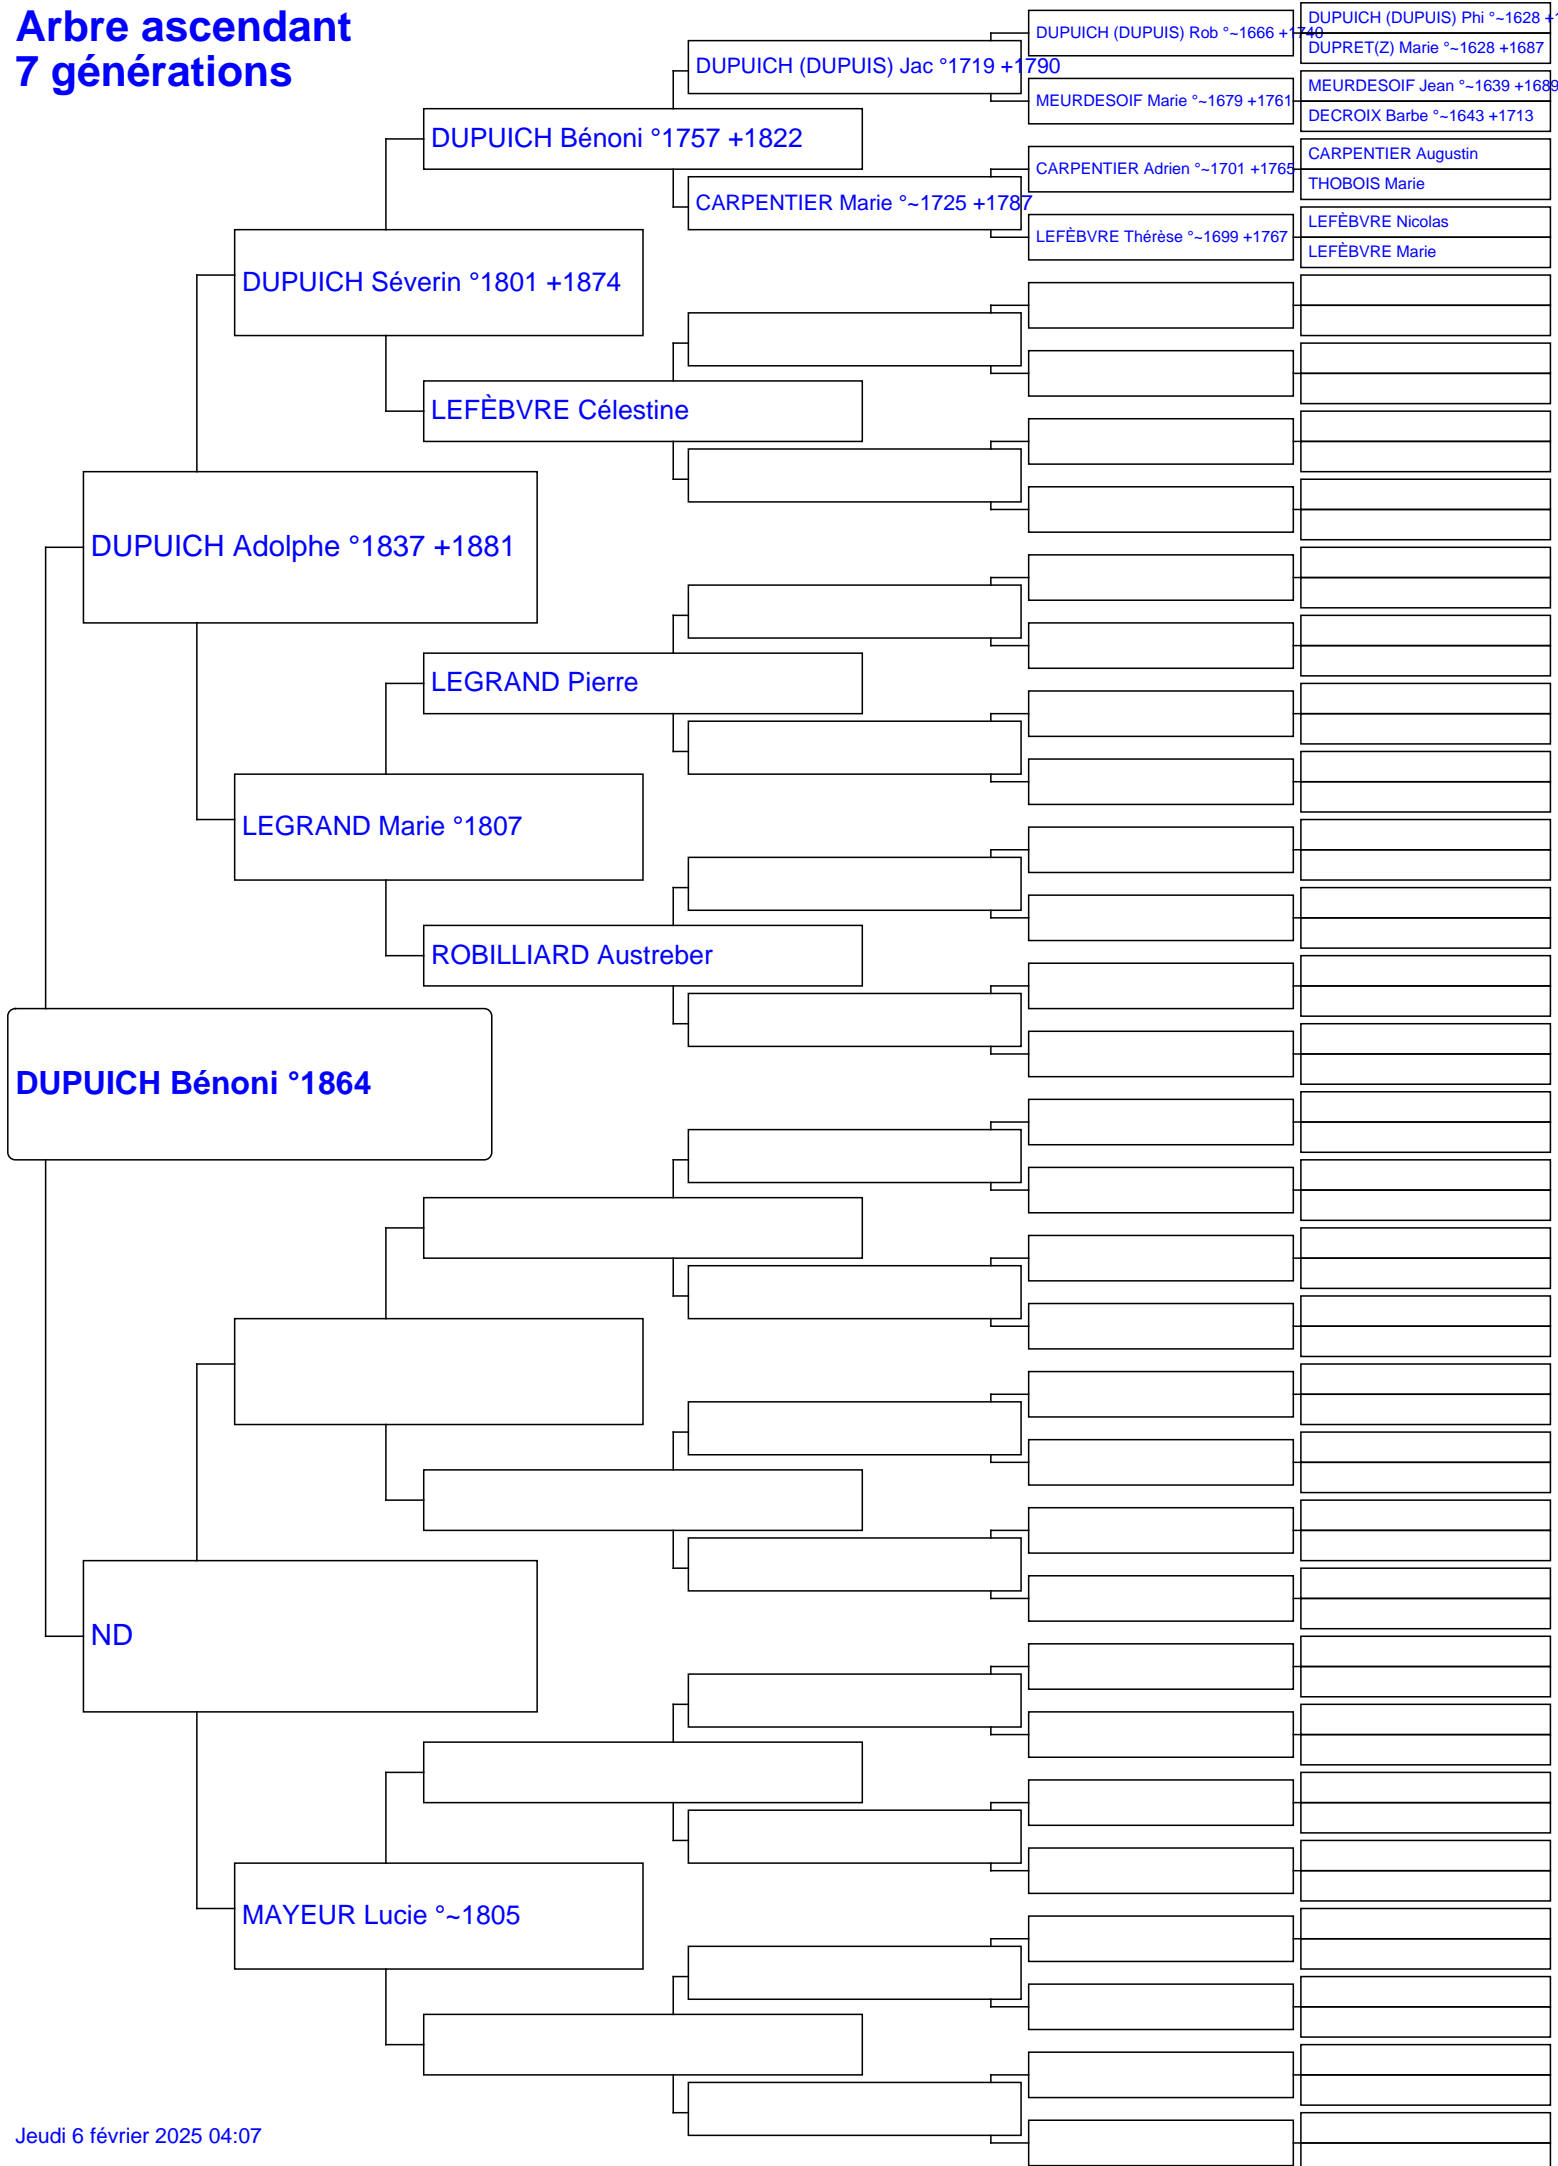 Arbre ascendant
7 générations
DUPUICH (DUPUIS) Phi °~1628 +1
DUPUICH (DUPUIS) Rob °~1666 +1740
DUPRET(Z) Marie °~1628 +1687
DUPUICH (DUPUIS) Jac °1719 +1790
MEURDESOIF Jean °~1639 +1689
MEURDESOIF Marie °~1679 +1761
DECROIX Barbe °~1643 +1713
DUPUICH Bénoni °1757 +1822
CARPENTIER Augustin
CARPENTIER Adrien °~1701 +1765
THOBOIS Marie
CARPENTIER Marie °~1725 +1787
LEFÈBVRE Nicolas
LEFÈBVRE Thérèse °~1699 +1767
LEFÈBVRE Marie
DUPUICH Séverin °1801 +1874
LEFÈBVRE Célestine
DUPUICH Adolphe °1837 +1881
LEGRAND Pierre
LEGRAND Marie °1807
ROBILLIARD Austreber
DUPUICH Bénoni °1864
ND
MAYEUR Lucie °~1805
Jeudi 6 février 2025 04:07